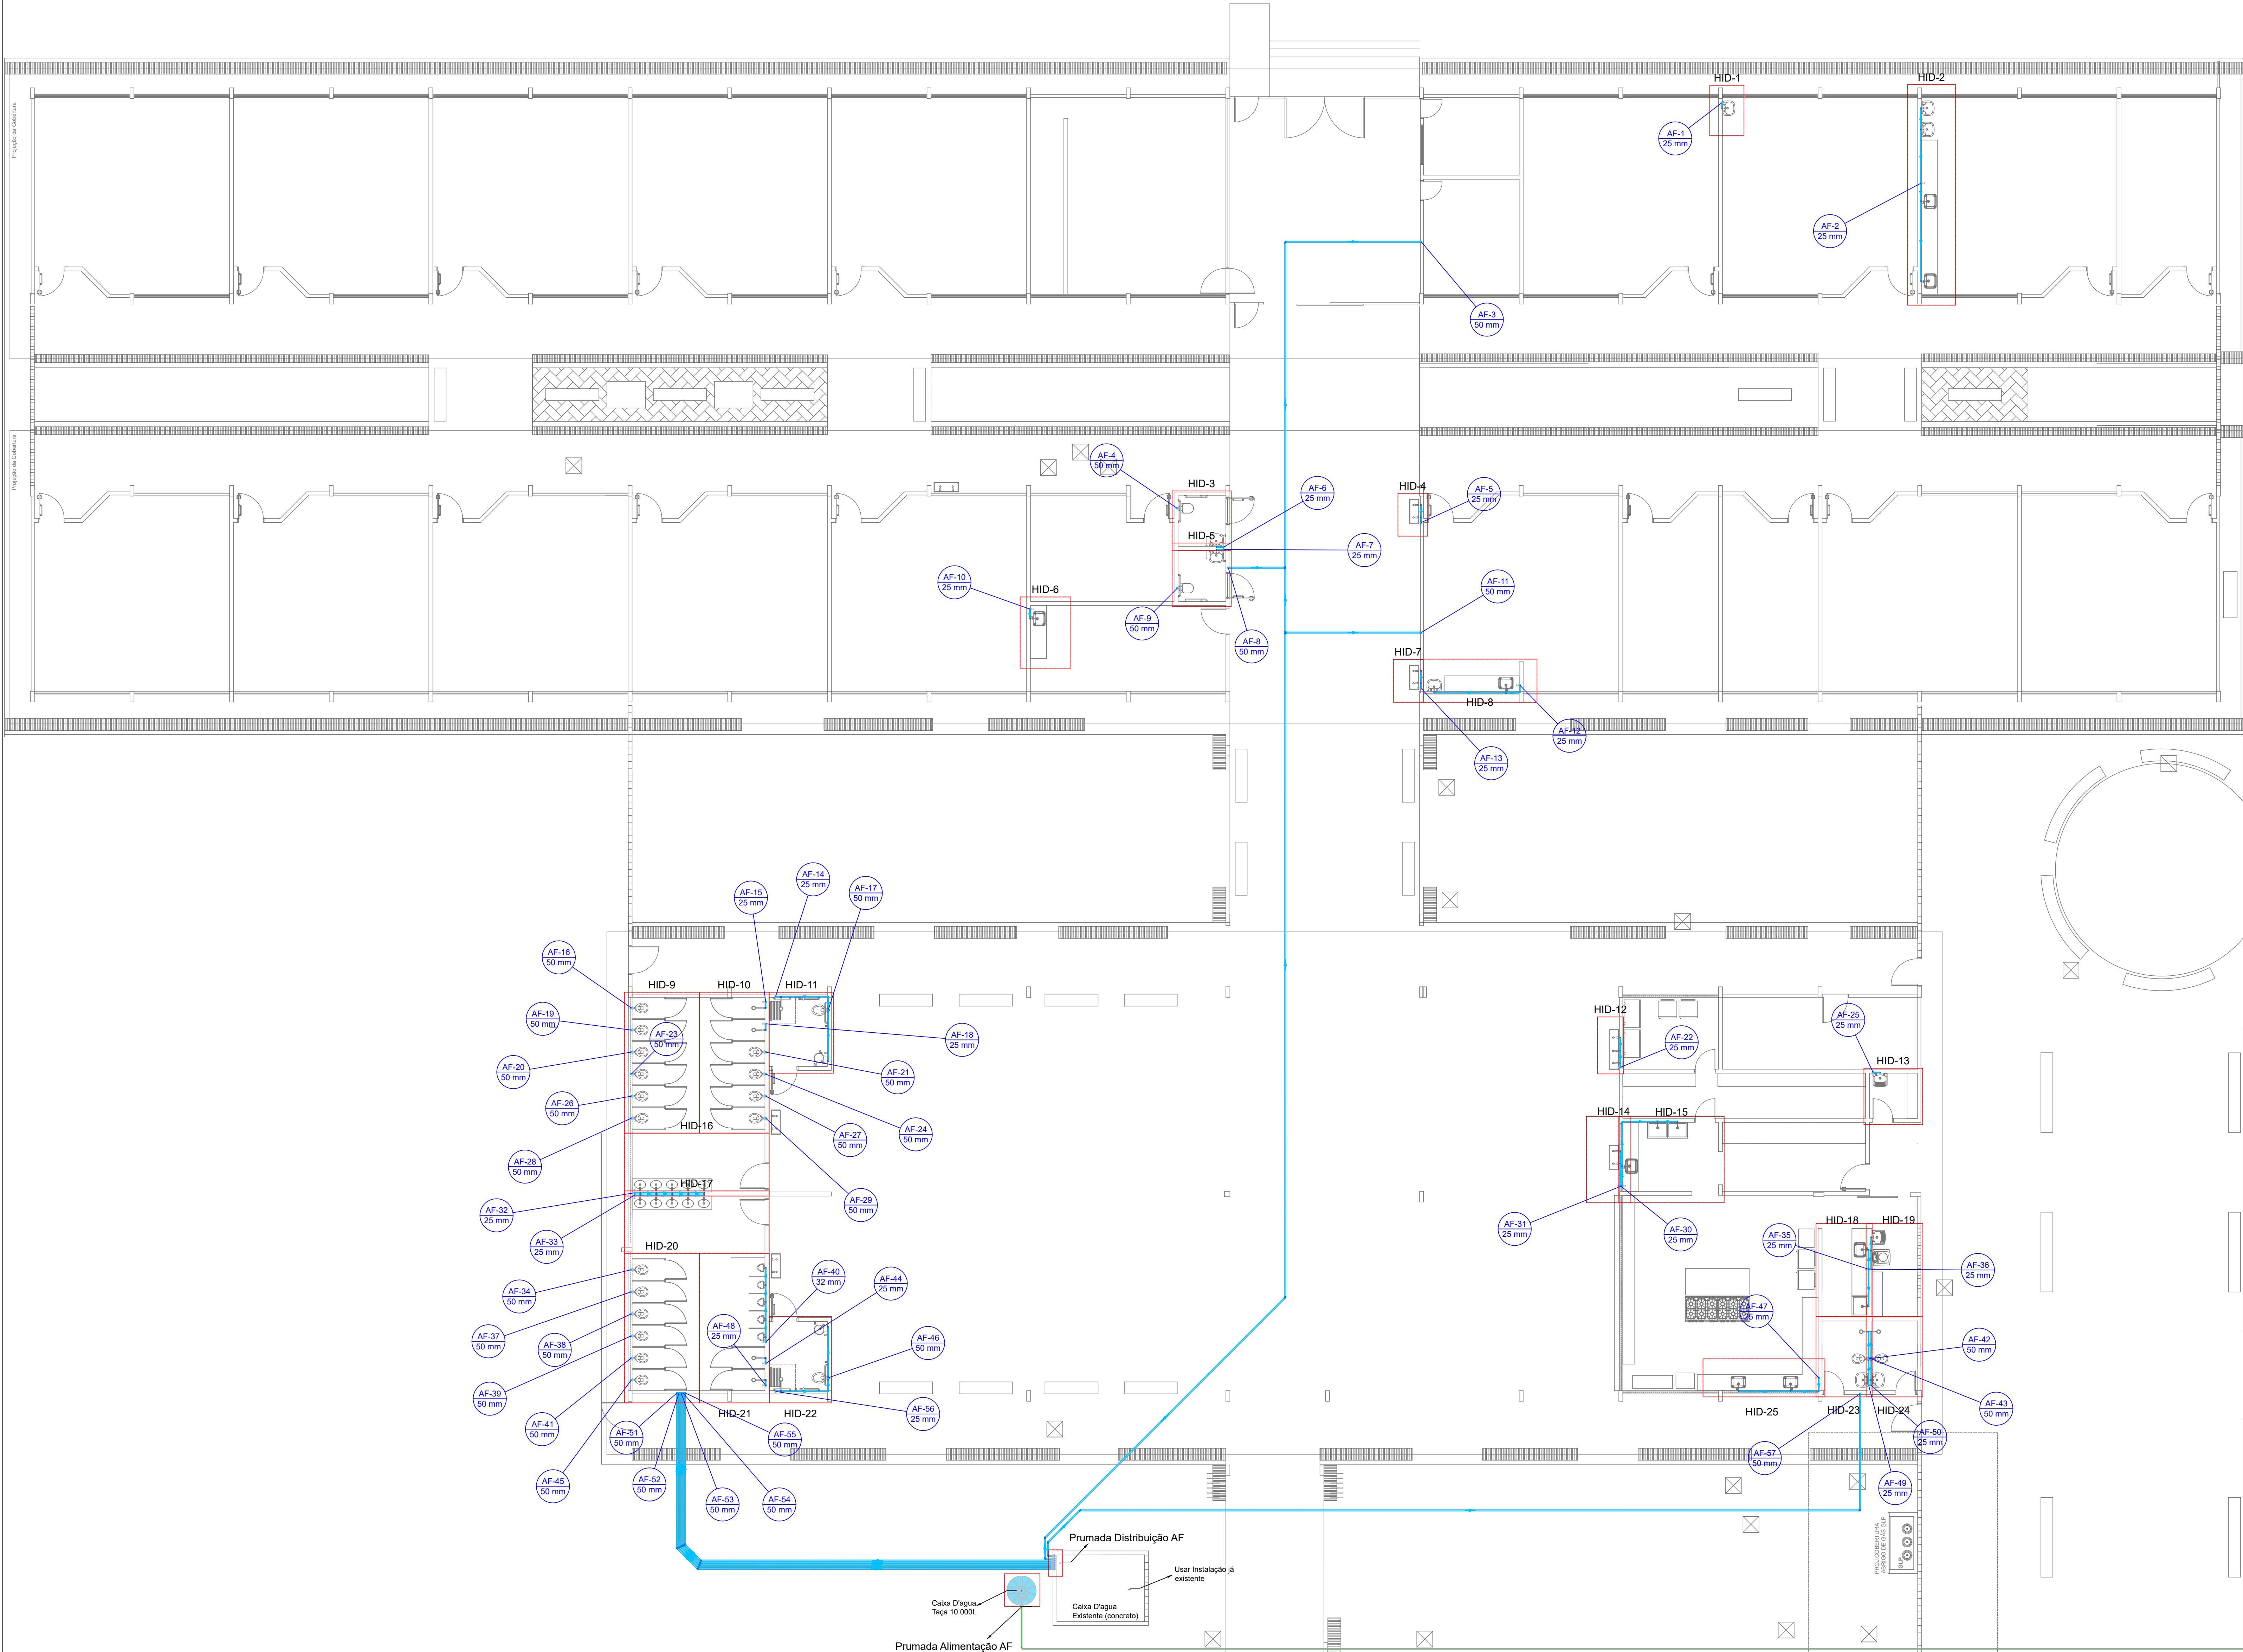 HID-1
HID-2
Projeção da Cobertura
AF-1
25 mm
AF-2
25 mm
AF-3
50 mm
Projeção da Cobertura
AF-4
50 mm
HID-3
AF-6
25 mm
HID-4
AF-5
25 mm
HID-5
AF-7
25 mm
AF-10
25 mm
HID-6
AF-11
50 mm
AF-9
50 mm
AF-8
50 mm
HID-7
HID-8
AF-12
25 mm
AF-13
25 mm
AF-14
25 mm
AF-15
25 mm
AF-17
50 mm
AF-16
50 mm
HID-9
HID-10
HID-11
AF-19
50 mm
AF-23
50 mm
AF-18
25 mm
HID-12
AF-22
25 mm
AF-25
25 mm
AF-20
50 mm
AF-21
50 mm
HID-13
AF-26
50 mm
HID-16
AF-27
50 mm
AF-24
50 mm
HID-14
HID-15
AF-28
50 mm
HID-17
AF-29
50 mm
AF-32
25 mm
AF-33
25 mm
AF-31
25 mm
AF-30
25 mm
HID-18
HID-19
HID-20
AF-35
25 mm
AF-36
25 mm
AF-34
50 mm
AF-40
32 mm
AF-44
25 mm
AF-37
50 mm
AF-38
50 mm
AF-48
25 mm
AF-46
50 mm
AF-47
25 mm
AF-42
50 mm
AF-39
50 mm
AF-41
50 mm
HID-21
HID-22
AF-56
25 mm
HID-25
HID-23
HID-24
AF-43
50 mm
AF-51
50 mm
AF-55
50 mm
AF-50
25 mm
AF-57
50 mm
AF-45
50 mm
AF-52
50 mm
AF-53
50 mm
AF-54
50 mm
AF-49
25 mm
Prumada Distribuição AF
PROJ.COBERTURA
ABRIGO DE GÁS GLP
GLP
Usar Instalação já
existente
Caixa D'agua
Taça 10.000L
Caixa D'agua
Existente (concreto)
Prumada Alimentação AF